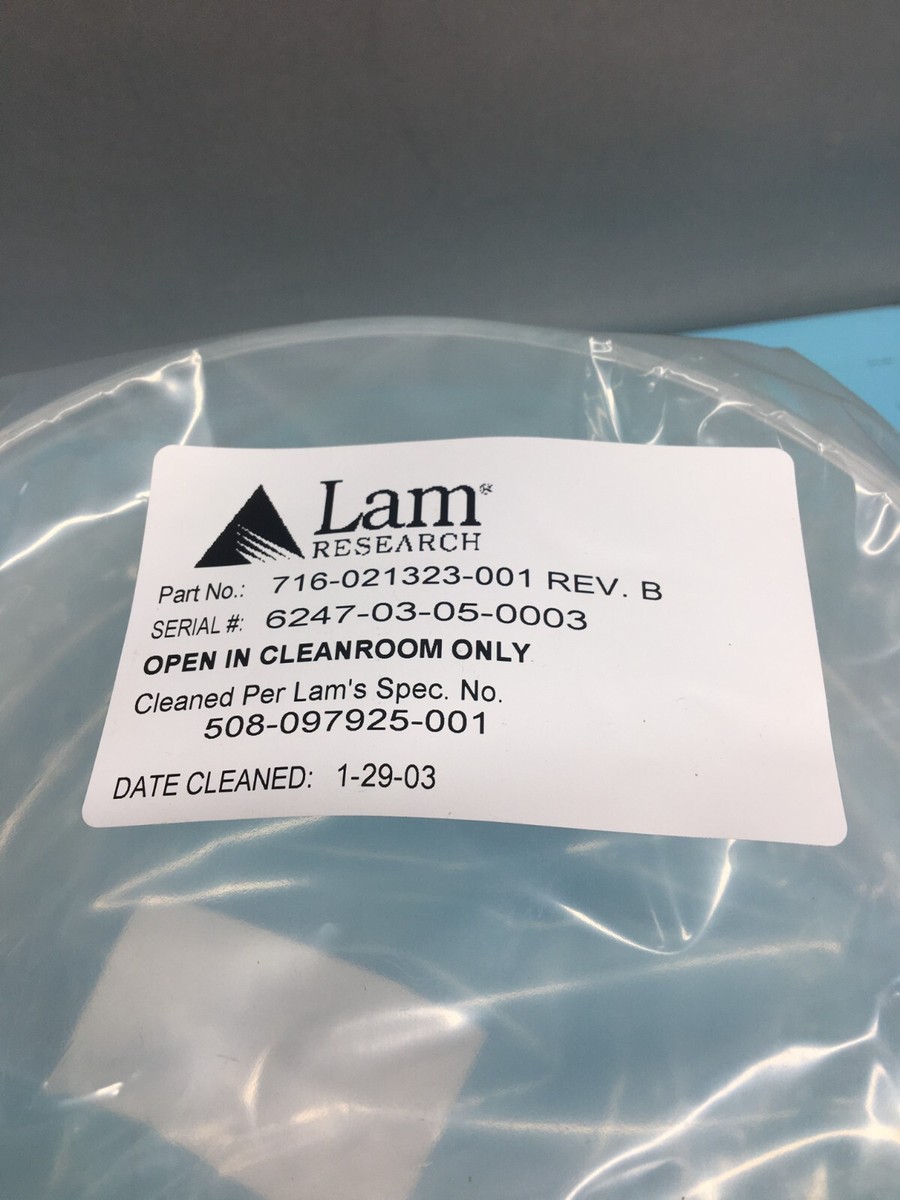 Lam
RESEARCH
Part No.: 716-021323-001 REV. B
SERIAL #: 6247-03-05-0003
OPEN IN CLEANROOM ONLY
Cleaned Per Lam's Spec. No.
508-097925-001
DATE CLEANED: 1-29-03